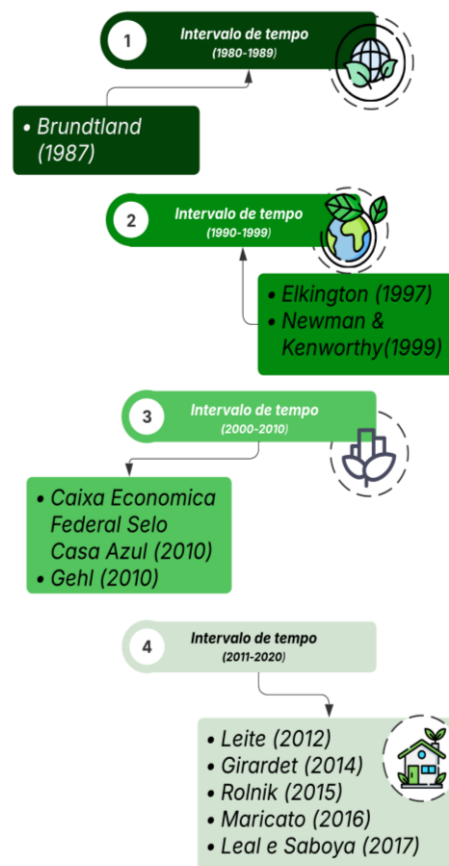 1
Intervalo de tempo
(1980-1989)
• Brundtland
(1987)
2
Intervalo de tempo
(1990-1999)
• Elkington (1997)
• Newman &
Kenworthy(1999)
3
Intervalo de tempo
(2000-2010)
• Caixa Economica
Federal Selo
Casa Azul (2010)
• Gehl (2010)
4
Intervalo de tempo
(2011-2020)
• Leite (2012)
• Girardet (2014)
• Rolnik (2015)
• Maricato (2016)
• Leal e Saboya (2017)